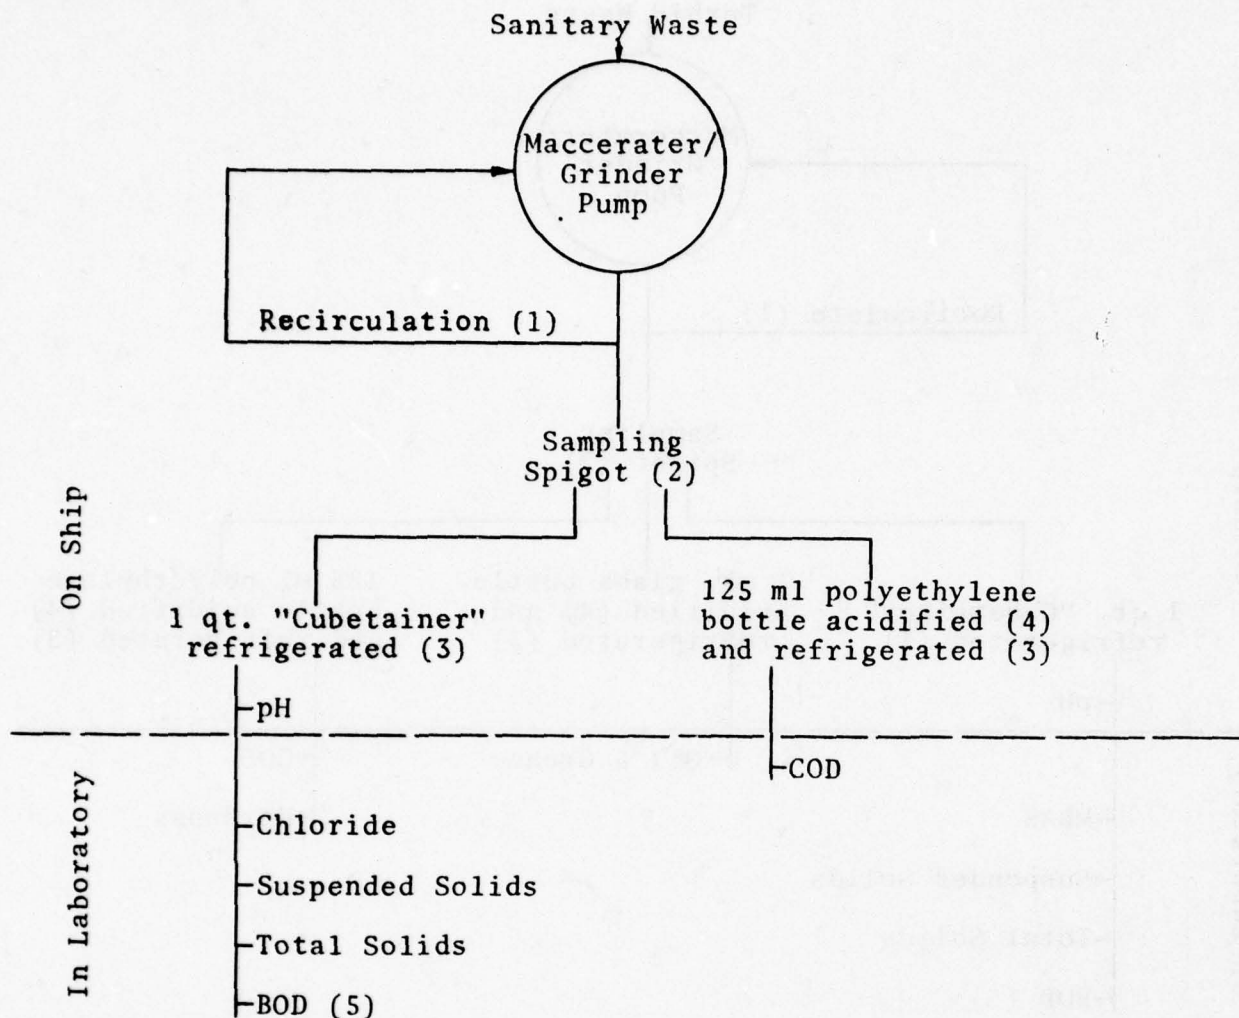 Sanitary Waste
Maccerater/
Grinder
Pump
Recirculation (1)
Sampling
Spigot (2)
On Ship
1 qt. "Cubetainer"
refrigerated (3)
125 ml polyethylene
bottle acidified (4)
and refrigerated (3)
pH
COD
In Laboratory
Chloride
Suspended Solids
Total Solids
BOD (5)